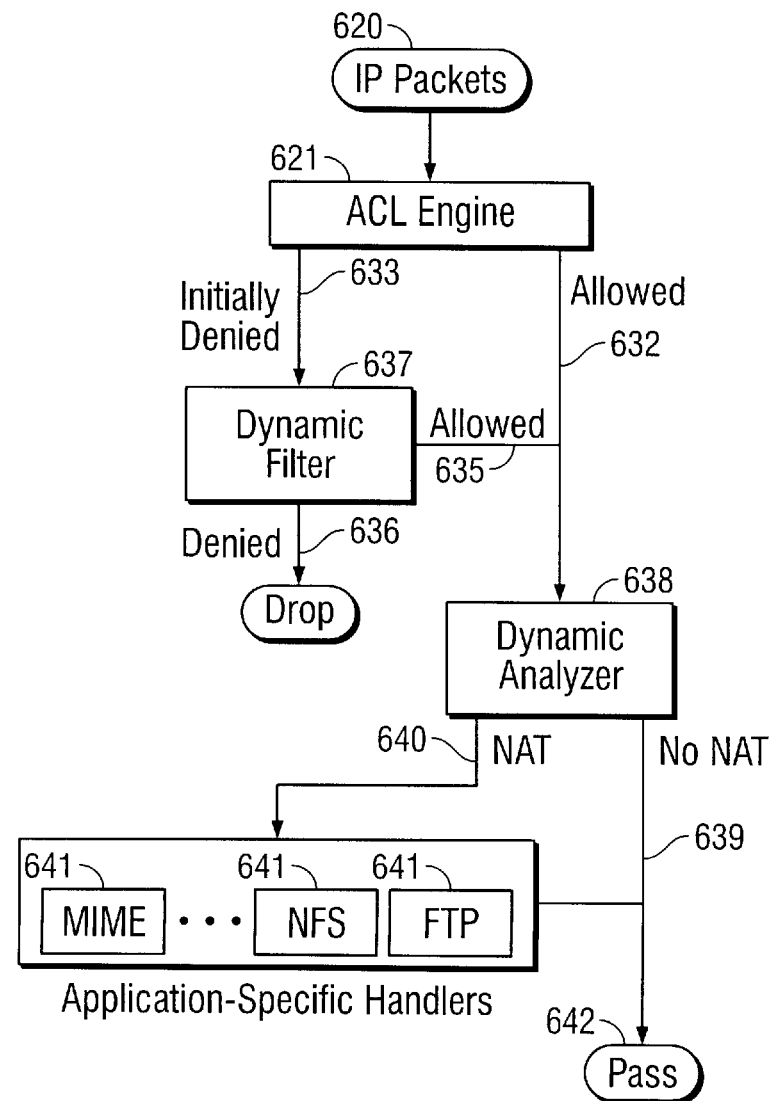 620
IP Packets
621
ACL Engine
633
Initially
Denied
Allowed
632
637
Dynamic
Filter
Allowed
635
Denied
636
Drop
638
Dynamic
Analyzer
640
NAT
No NAT
639
641
MIME
• • •
641
NFS
641
FTP
Application-Specific Handlers
642
Pass